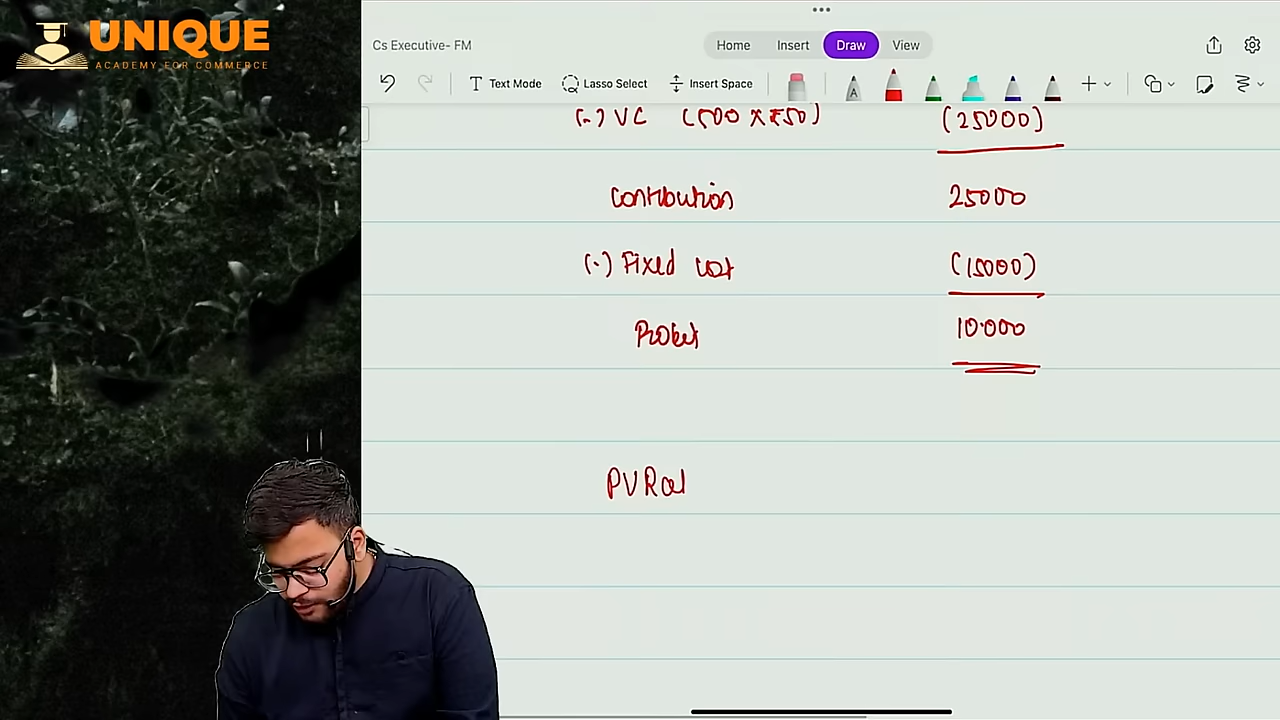 UNIQUE
ACADEMY FOR COMMERCE
Cs Executive- FM
Home Insert Draw View
Text Mode Lasso Select Insert Space
(-) VC (500 x ₹50) (25000)
Contribution 25000
(-) Fixed cost (15000)
Profit 10000
PV Rat